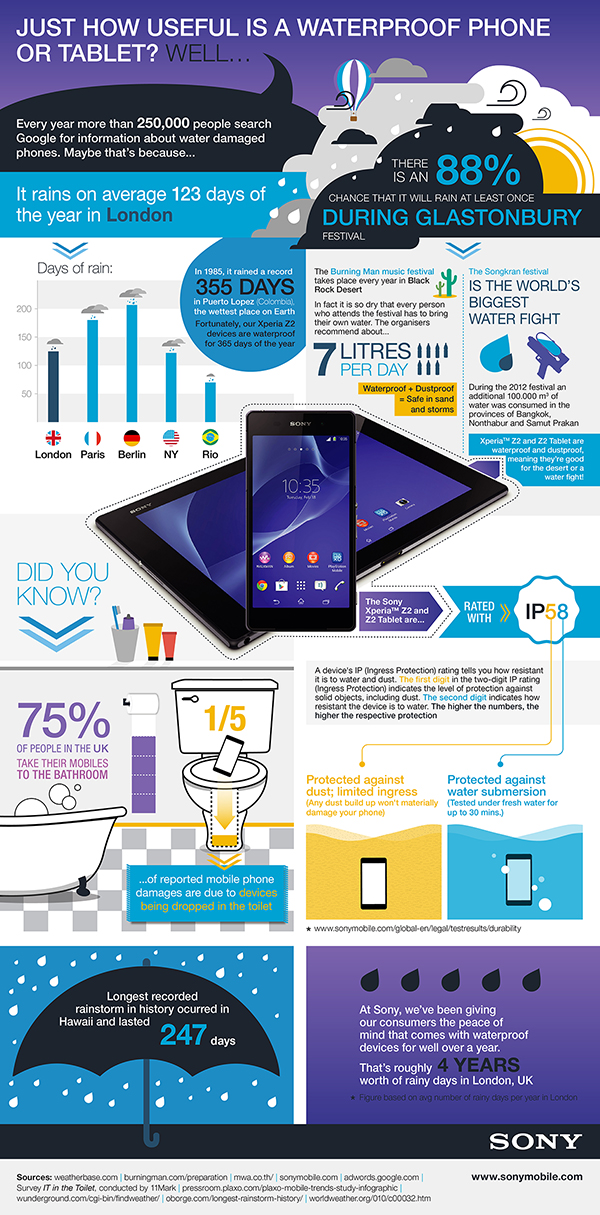 JUST HOW USEFUL IS A WATERPROOF PHONE
OR TABLET? WELL...
Every year more than 250,000 people search
Google for information about water damaged
phones. Maybe that's because...
THERE
IS AN 88%
CHANCE THAT IT WILL RAIN AT LEAST ONCE
DURING GLASTONBURY
FESTIVAL
It rains on average 123 days of
the year in London
Days of rain:
200
150
100
50
London Paris Berlin NY Rio
In 1985, it rained a record
355 DAYS
in Puerto Lopez (Colombia),
the wettest place on Earth
Fortunately, our Xperia Z2
devices are waterproof
for 365 days of the year
The Burning Man music festival
takes place every year in Black
Rock Desert
In fact it is so dry that every person
who attends the festival has to bring
their own water. The organisers
recommend about...
7 LITRES
PER DAY
Waterproof + Dustproof
= Safe in sand
and storms
The Songkran festival
IS THE WORLD'S
BIGGEST
WATER FIGHT
During the 2012 festival an
additional 100.000 m³ of
water was consumed in the
provinces of Bangkok,
Nonthabur and Samut Prakan
Xperia™ Z2 and Z2 Tablet are
waterproof and dustproof,
meaning they're good
for the desert or a
water fight!
SONY
SONY
10:35
DID YOU
KNOW?
The Sony
Xperia™ Z2 and
Z2 Tablet are...
RATED
WITH
IP58
A device's IP (Ingress Protection) rating tells you how resistant
it is to water and dust. The first digit in the two-digit IP rating
(Ingress Protection) indicates the level of protection against
solid objects, including dust. The second digit indicates how
resistant the device is to water. The higher the numbers, the
higher the respective protection
75%
OF PEOPLE IN THE UK
TAKE THEIR MOBILES
TO THE BATHROOM
1/5
...of reported mobile phone
damages are due to devices
being dropped in the toilet
Protected against
dust; limited ingress
(Any dust build up won't materially
damage your phone)
Protected against
water submersion
(Tested under fresh water for
up to 30 mins.)
* www.sonymobile.com/global-en/legal/testresults/durability
Longest recorded
rainstorm in history ocurred in
Hawaii and lasted 247 days
At Sony, we've been giving
our consumers the peace of
mind that comes with waterproof
devices for well over a year.
That's roughly 4 YEARS
worth of rainy days in London, UK
* Figure based on avg number of rainy days per year in London
SONY
Sources: weatherbase.com | burningman.com/preparation | mwa.co.th/ | sonymobile.com | adwords.google.com |
Survey IT in the Toilet, conducted by 11Mark | pressroom.plaxo.com/plaxo-mobile-trends-study-infographic |
wunderground.com/cgi-bin/findweather/ | oborge.com/longest-rainstorm-history/ | worldweather.org/010/c00032.htm
www.sonymobile.com